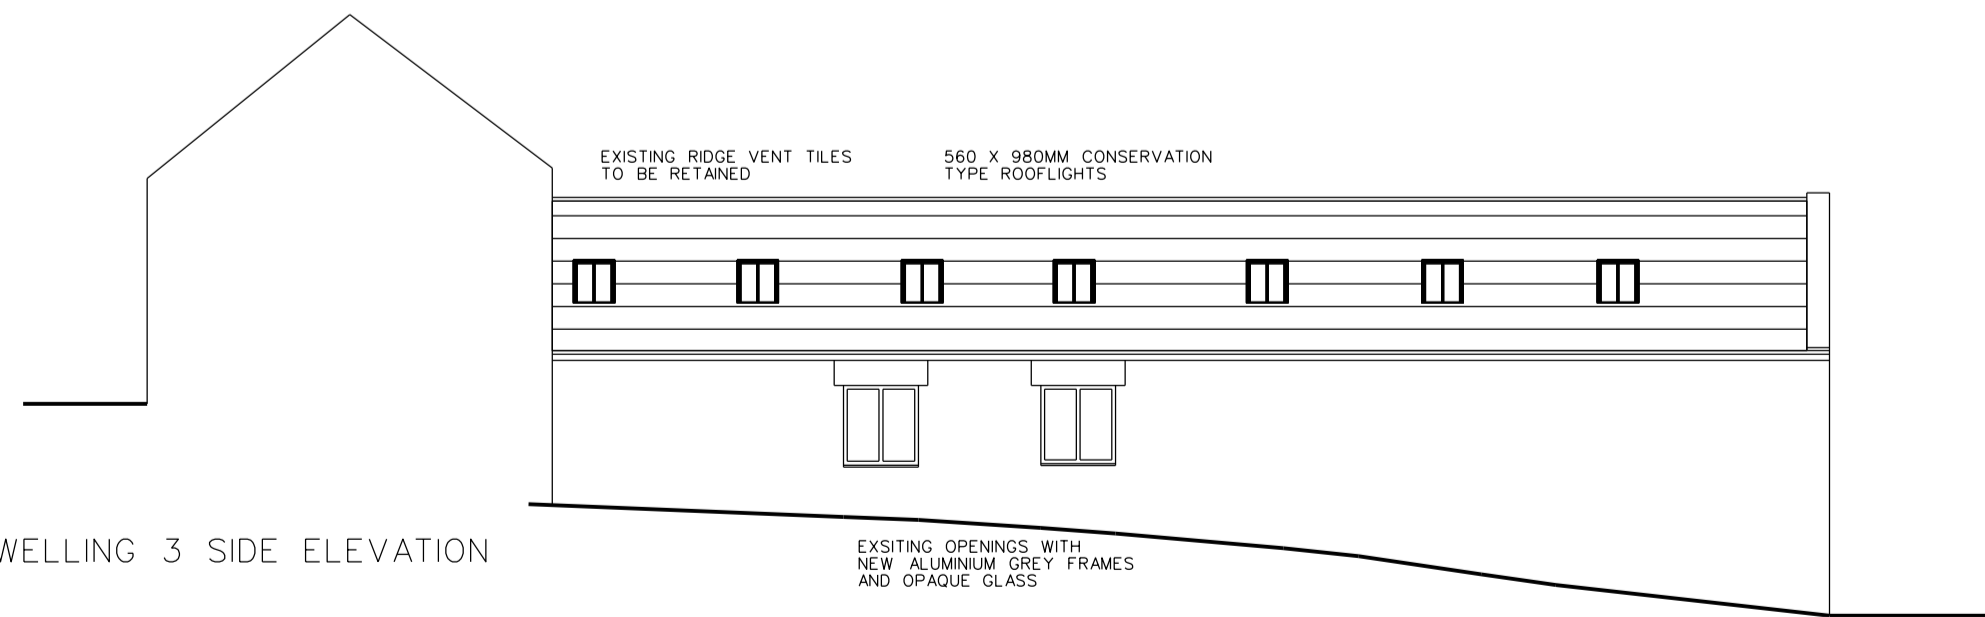 EXISTING RIDGE VENT TILES
TO BE RETAINED
560 X 980MM CONSERVATION
TYPE ROOFLIGHTS
WELLING 3 SIDE ELEVATION
EXSITING OPENINGS WITH
NEW ALUMINIUM GREY FRAMES
AND OPAQUE GLASS